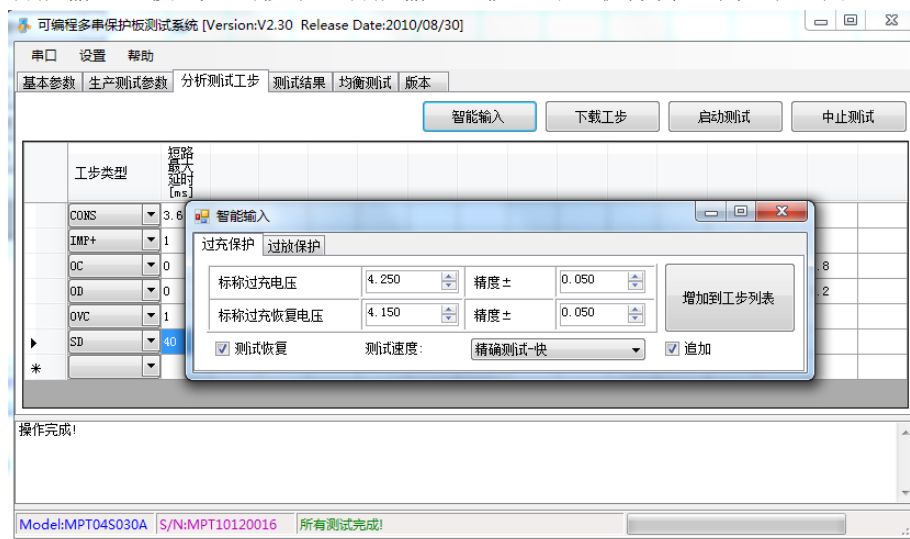 可编程多串保护板测试系统 [Version:V2.30 Release Date:2010/08/30]
串口 设置 帮助
基本参数 生产测试参数 分析测试工步 测试结果 均衡测试 版本
智能输入 下载工步 启动测试 中止测试
工步类型 短路最大延时[ms]
CONS 3.6
智能输入
IMP+ 1
过充保护 过放保护
OC 0 .8
标称过充电压 4.250 精度± 0.050
增加到工步列表
OD 0 .2
标称过充恢复电压 4.150 精度± 0.050
OVC 1
SD 40
测试恢复 测试速度: 精确测试-快 追加
*
操作完成!
Model:MPT04S030A S/N:MPT10120016 所有测试完成!